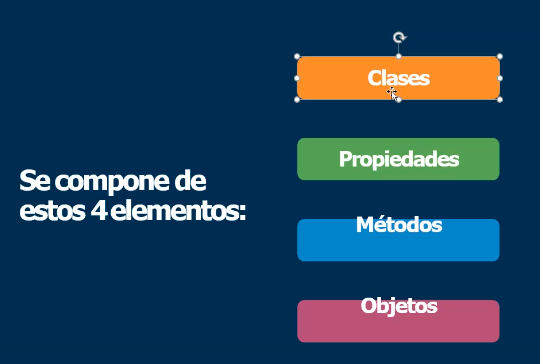 Clases
Propiedades
Se compone de
estos 4 elementos:
Métodos
Objetos